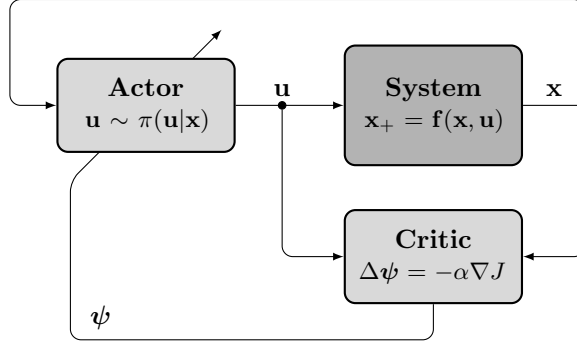 Actor
𝐮 ∼ π(𝐮|𝐱)
𝐮
System
𝐱₊ = 𝐟(𝐱, 𝐮)
𝐱
Critic
Δ𝝍 = −α∇J
𝝍